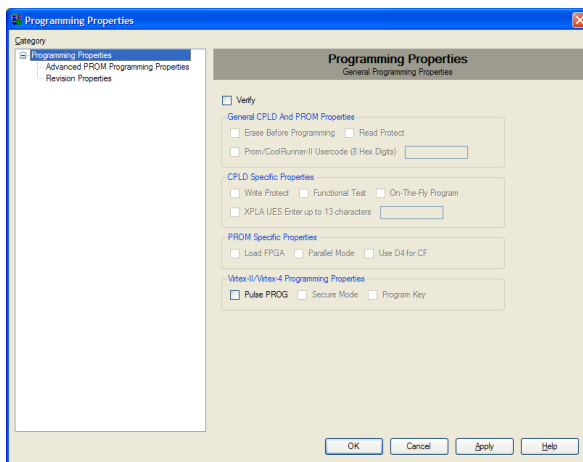 Programming Properties
Category
Programming Properties
Advanced PROM Programming Properties
Revision Properties
Programming Properties
General Programming Properties
Verify
General CPLD And PROM Properties
Erase Before Programming Read Protect
Prom/CoolRunner-II Usercode (8 Hex Digits)
CPLD Specific Properties
Write Protect Functional Test On-The-Fly Program
XPLA UES Enter up to 13 characters
PROM Specific Properties
Load FPGA Parallel Mode Use D4 for CF
Virtex-II/Virtex-4 Programming Properties
Pulse PROG Secure Mode Program Key
OK Cancel Apply Help